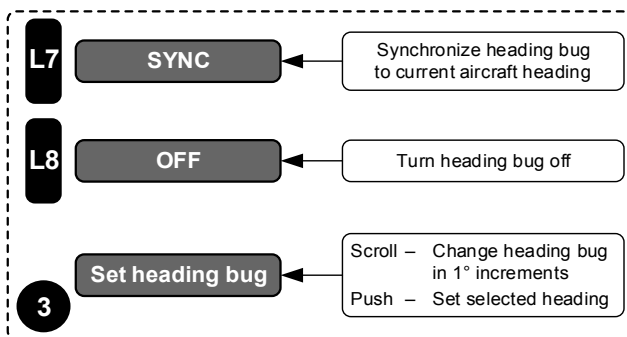 L7
SYNC
Synchronize heading bug
to current aircraft heading
L8
OFF
Turn heading bug off
Set heading bug
Scroll – Change heading bug
in 1° increments
Push – Set selected heading
3